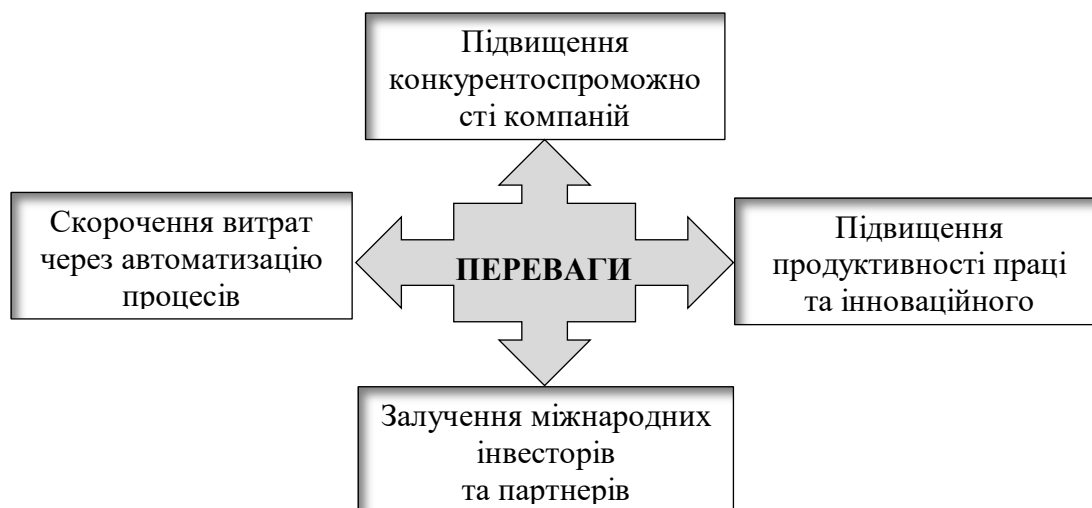 Підвищення
конкурентоспроможно
сті компаній
Скорочення витрат
через автоматизацію
процесів
ПЕРЕВАГИ
Підвищення
продуктивності праці
та інноваційного
Залучення міжнародних
інвесторів
та партнерів